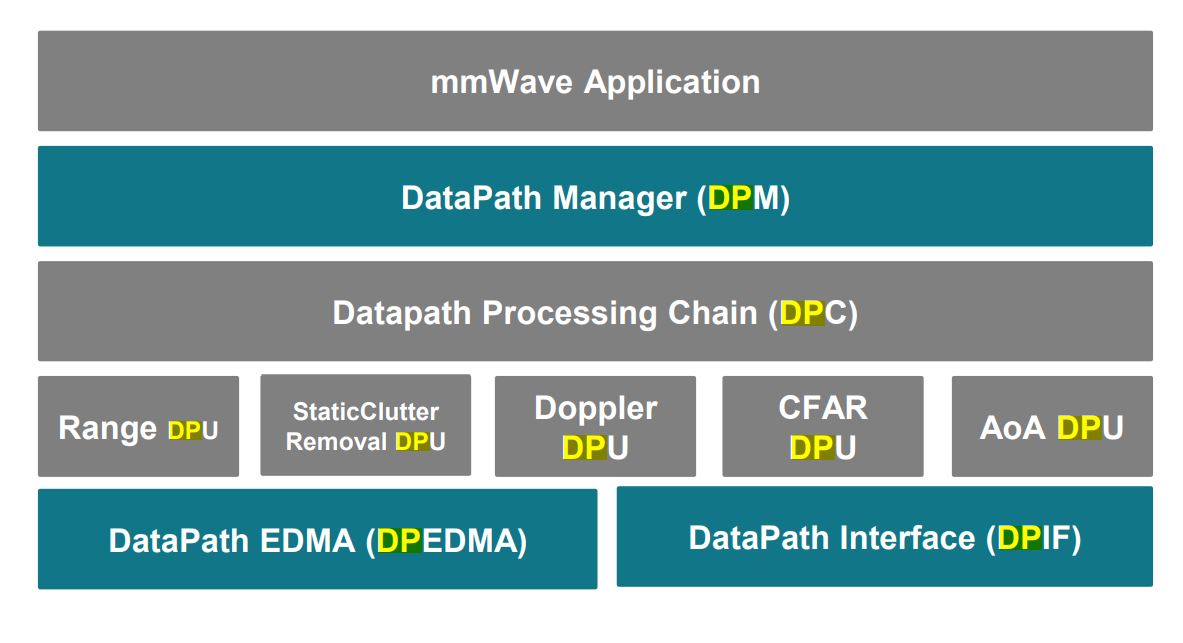 mmWave Application
DataPath Manager (DPM)
Datapath Processing Chain (DPC)
Range DPU
StaticClutter
Removal DPU
Doppler
DPU
CFAR
DPU
AoA DPU
DataPath EDMA (DPEDMA)
DataPath Interface (DPIF)